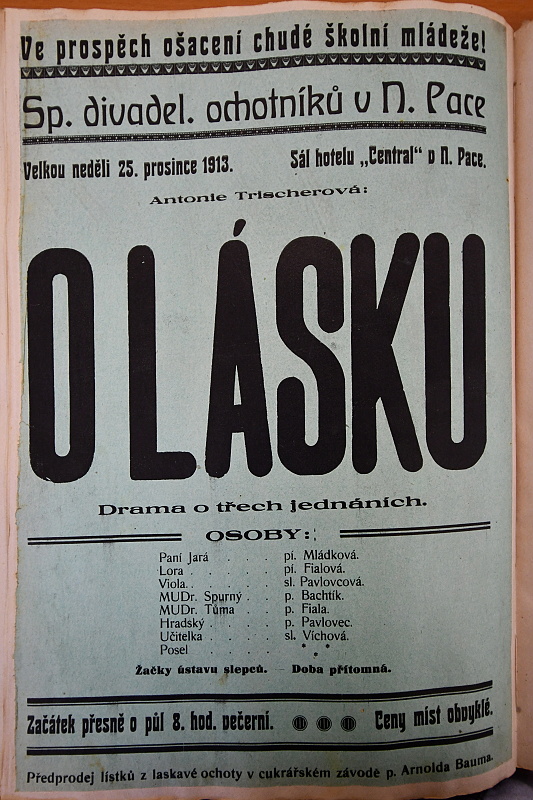 Ve prospěch ošacení chudé školní mládeže!
Sp. divadel. ochotníků v N. Pace
Velkou neděli 25. prosince 1913. Sál hotelu „Central“ v N. Pace.
Antonie Trischerová:
O LÁSKU
Drama o třech jednáních.
OSOBY:
Paní Jará . . . pí. Mládková.
Lora . . . . . pí. Fialová.
Viola. . . . . sl. Pavlovcová.
MUDr. Spurný . . p. Bachtík.
MUDr. Tůma . . p. Fiala.
Hradský . . . . p. Pavlovec.
Učitelka . . . . sl. Víchová.
Posel . . . . * * *
Žačky ústavu slepců. — Doba přítomná.
Začátek přesně o půl 8. hod. večerní. Ceny míst obvyklé.
Předprodej lístků z laskavé ochoty v cukrářském závodě p. Arnolda Bauma.